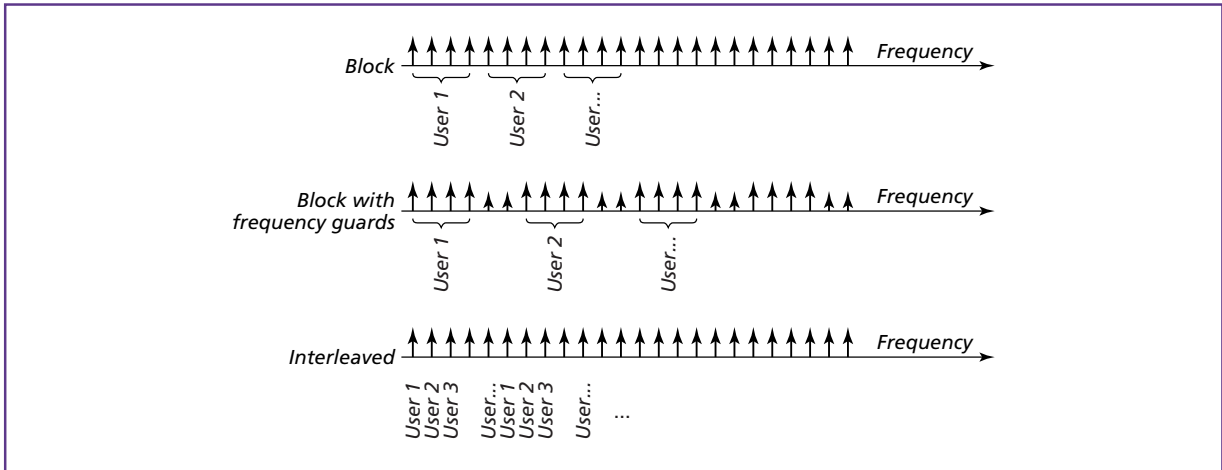 Frequency
Block
User 1
User 2
User...
Frequency
Block with
frequency guards
User 1
User 2
User...
Frequency
Interleaved
User 1
User 2
User 3
User...
User 1
User 2
User 3
User...
...